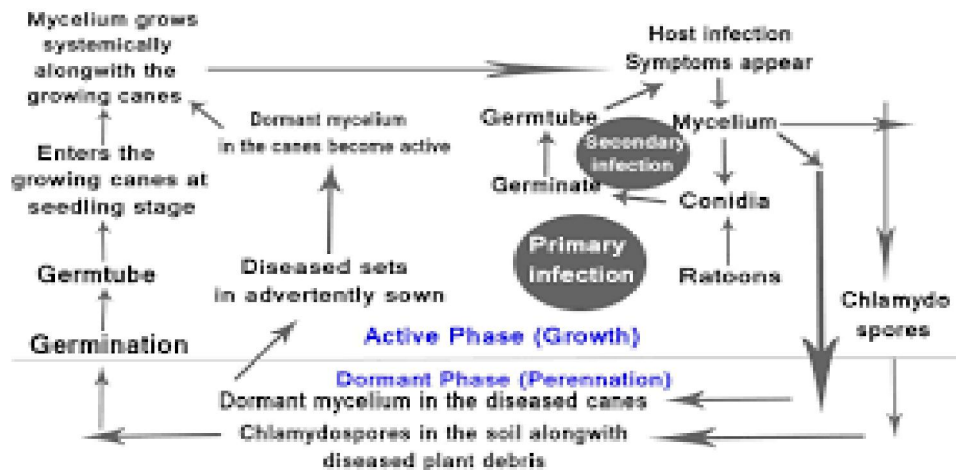 Mycelium grows
systemically
alongwith the
growing canes
Host infection
Symptoms appear
Dormant mycelium
in the canes become active
Germtube
Mycelium
Secondary
infection
Enters the
growing canes at
seedling stage
Germinate
Conidia
Primary
infection
Diseased sets
in advertently sown
Ratoons
Germtube
Chlamydo
spores
Germination
Active Phase (Growth)
Dormant Phase (Perennation)
Dormant mycelium in the diseased canes
Chlamydospores in the soil alongwith
diseased plant debris